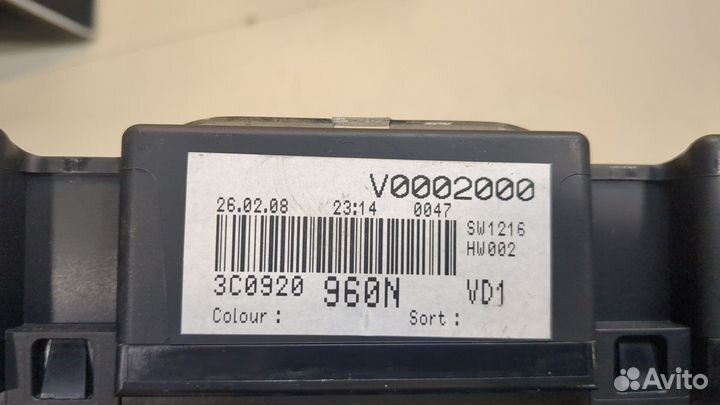 V0002000
26.02.08 23:14 0047
SW1216
HW002
3C0920 960N VD1
Colour : Sort :
Avito